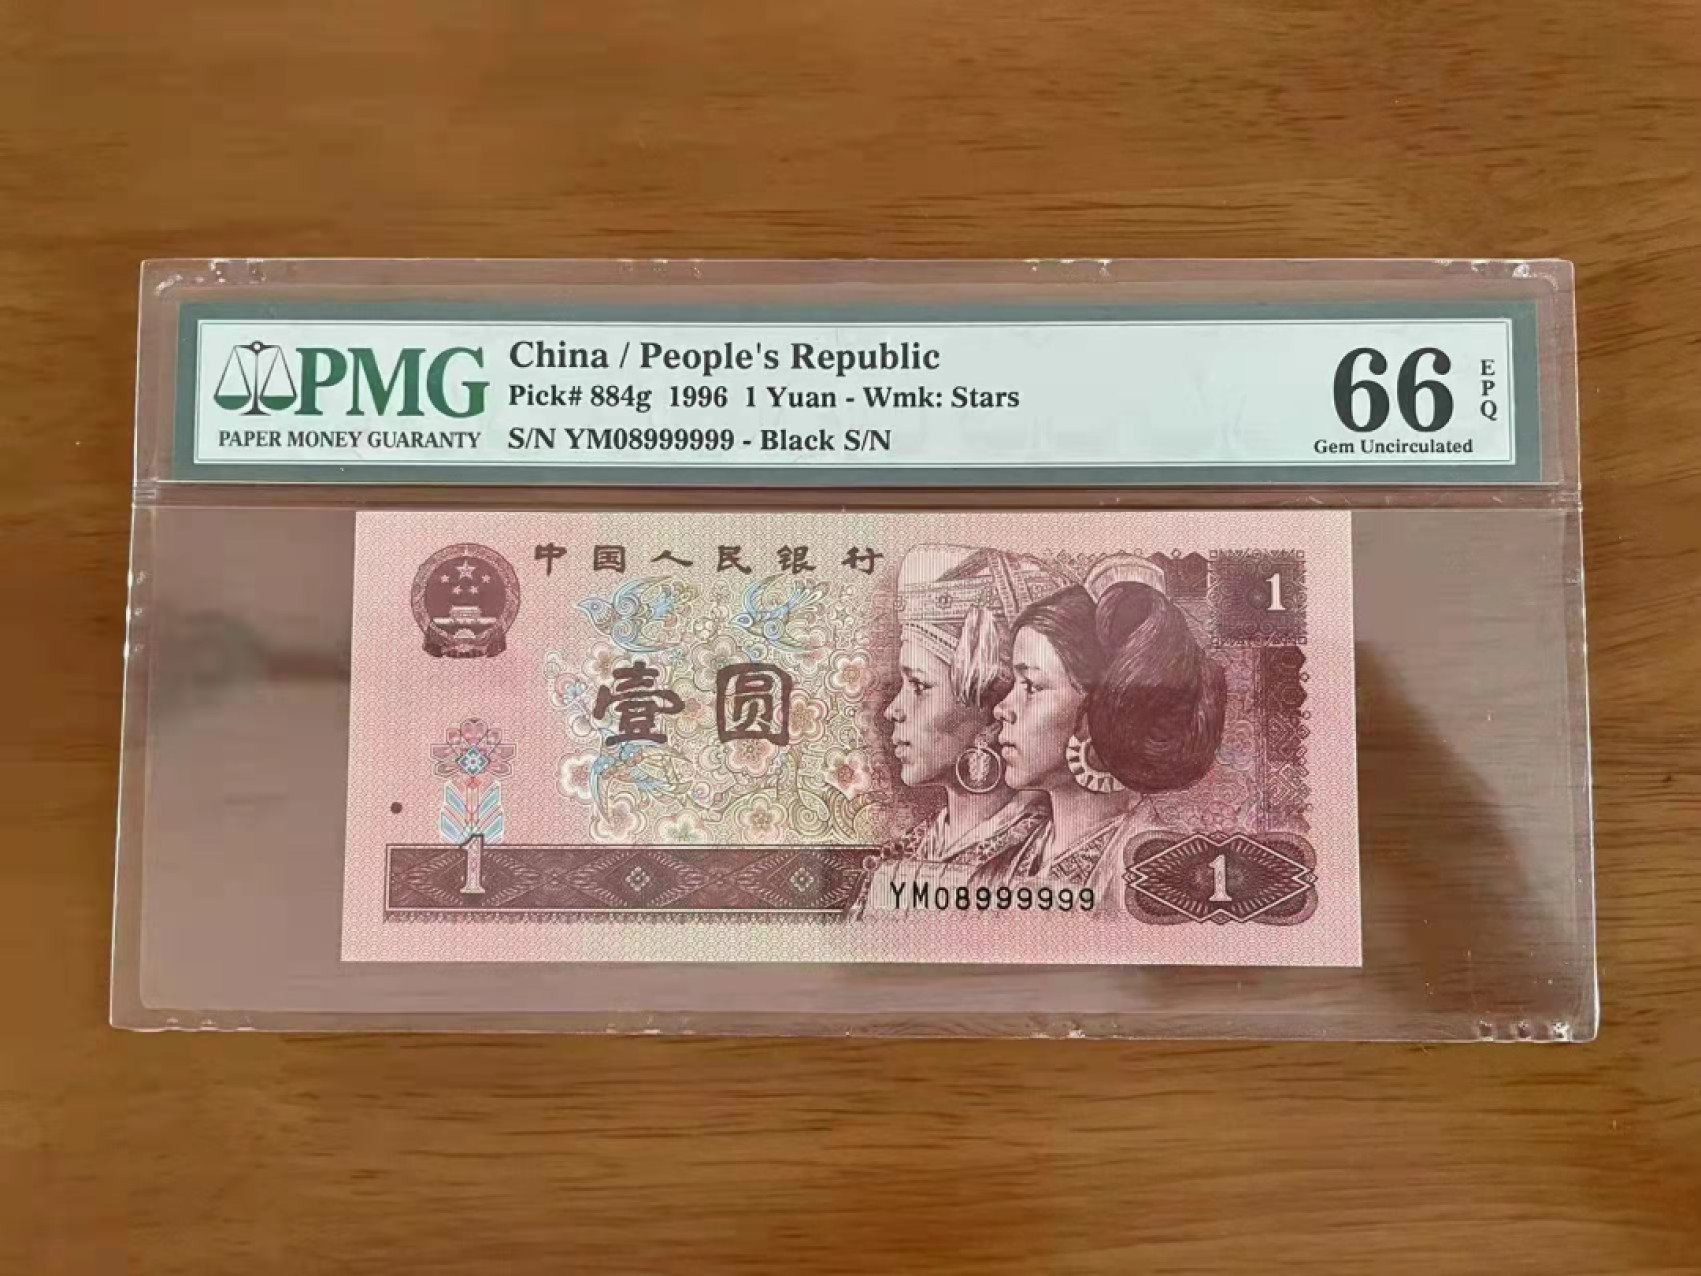 PMG
PAPER MONEY GUARANTY
China / People's Republic
Pick# 884g 1996 1 Yuan - Wmk: Stars
S/N YM08999999 - Black S/N
66
EPQ
Gem Uncirculated
中国人民银行
1
壹圆
1
YM08999999
1